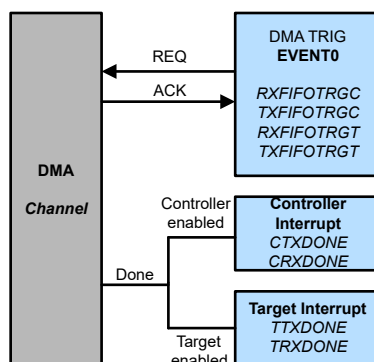 DMA
Channel
REQ
ACK
DMA TRIG
EVENT0
RXFIFOTRGC
TXFIFOTRGC
RXFIFOTRGT
TXFIFOTRGT
Done
Controller
enabled
Controller
Interrupt
CTXDONE
CRXDONE
Target
enabled
Target Interrupt
TTXDONE
TRXDONE